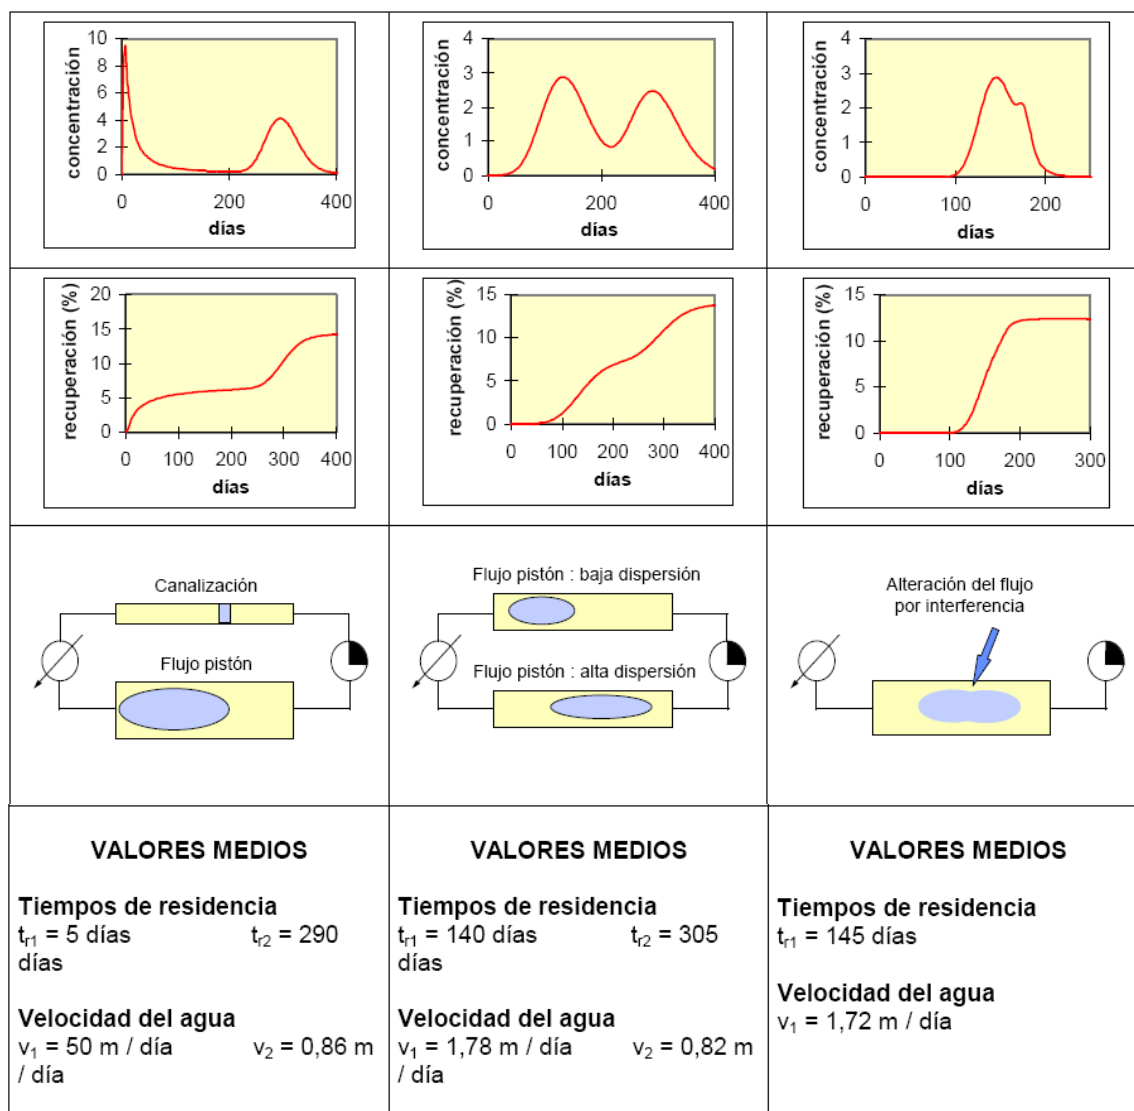 concentración
10
8
6
4
2
0
0 200 400
días
concentración
4
3
2
1
0
0 200 400
días
concentración
4
3
2
1
0
0 100 200
días
recuperación (%)
20
15
10
5
0
0 100 200 300 400
días
recuperación (%)
15
10
5
0
0 100 200 300 400
días
recuperación (%)
15
10
5
0
0 100 200 300
días
Canalización
Flujo pistón
Flujo pistón : baja dispersión
Flujo pistón : alta dispersión
Alteración del flujo
por interferencia
VALORES MEDIOS
Tiempos de residencia
tr1 = 5 días tr2 = 290
días
Velocidad del agua
v1 = 50 m / día v2 = 0,86 m
/ día
VALORES MEDIOS
Tiempos de residencia
tr1 = 140 días tr2 = 305
días
Velocidad del agua
v1 = 1,78 m / día v2 = 0,82 m
/ día
VALORES MEDIOS
Tiempos de residencia
tr1 = 145 días
Velocidad del agua
v1 = 1,72 m / día